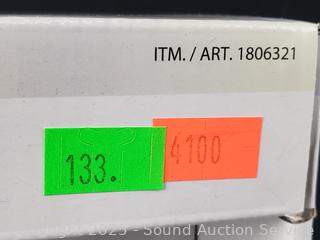 ITM. / ART. 1806321
133.
4100
Copyright 2025 - Sound Auction Service